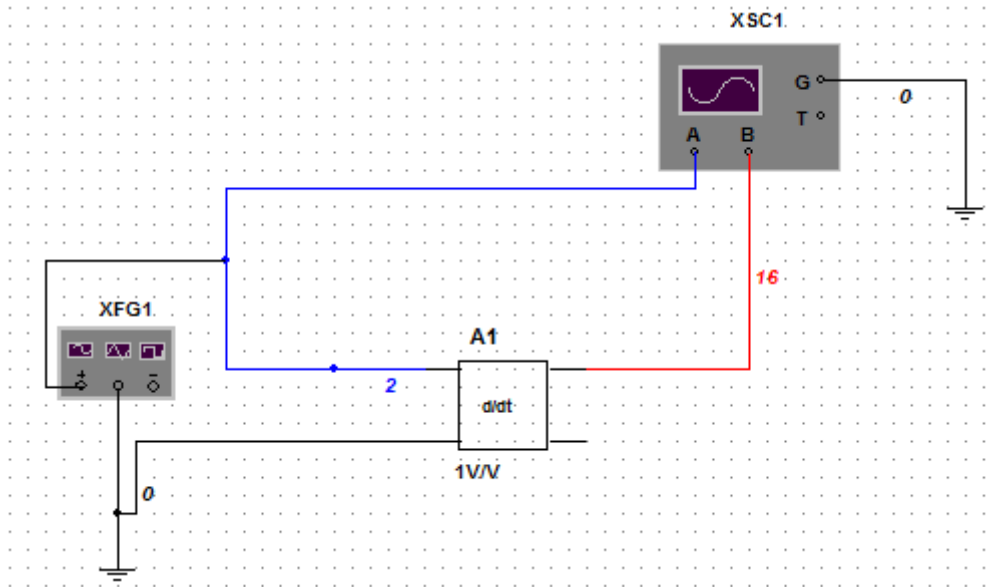 XSC1
G
0
T
A B
16
XFG1
A1
+
–
2
d/dt
1V/V
0